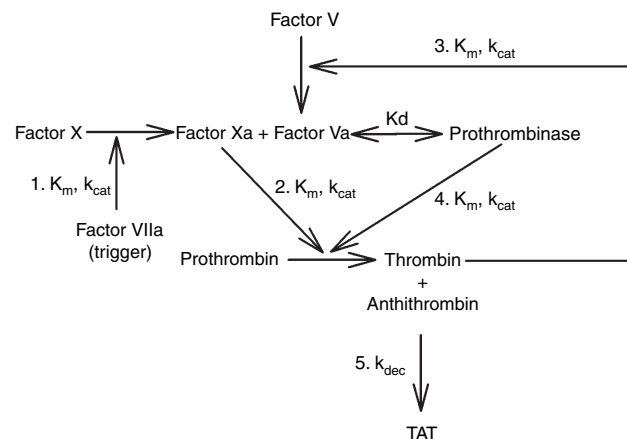 Factor V
3. Km, kcat
Factor X
Factor Xa + Factor Va
Kd
Prothrombinase
1. Km, kcat
2. Km, kcat
4. Km, kcat
Factor VIIa
(trigger)
Prothrombin
Thrombin
+
Anthithrombin
5. kdec
TAT